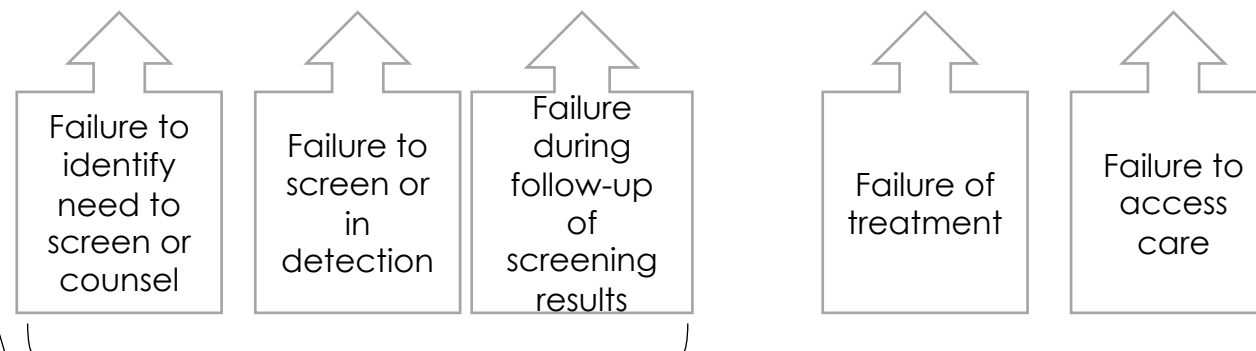 Failure to
identify
need to
screen or
counsel
Failure to
screen or
in
detection
Failure
during
follow-up
of
screening
results
Failure of
treatment
Failure to
access
care